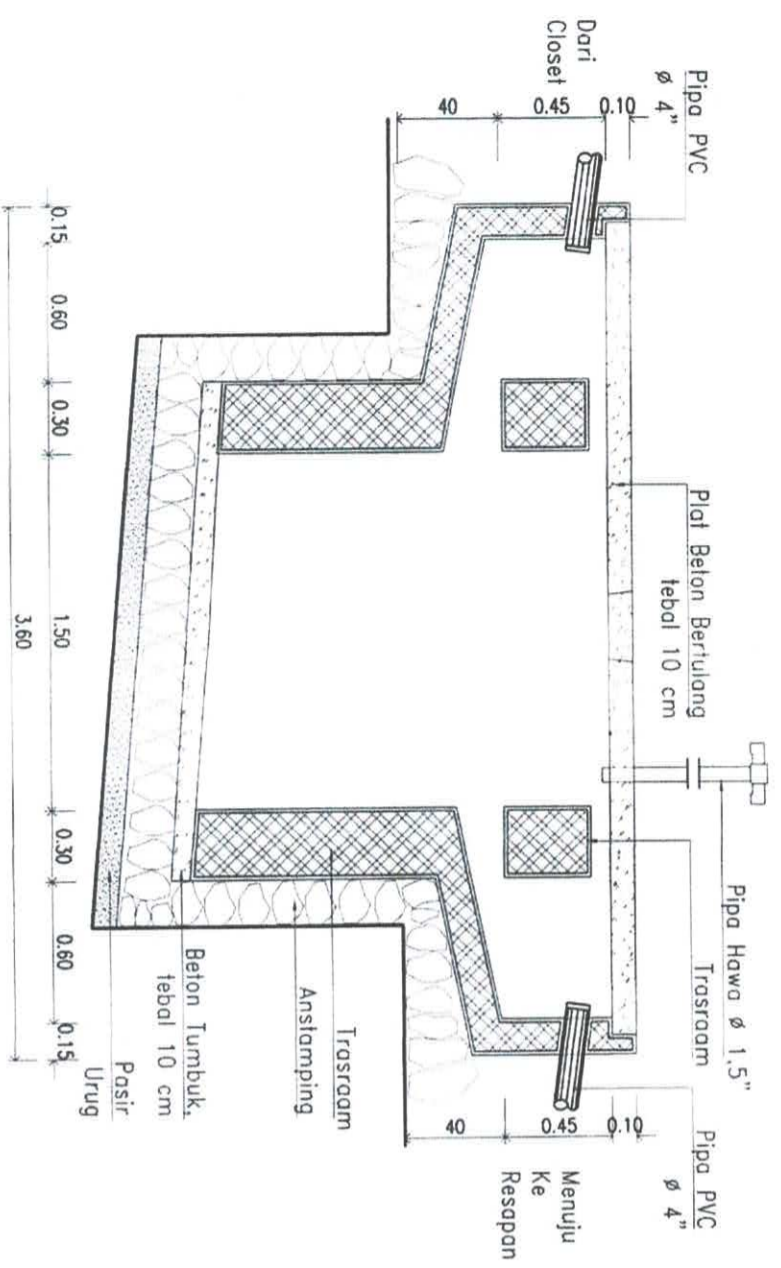 Pipa PVC
ø 4"
Dari
Closet
40
0.45
0.10
Plat Beton Bertulang
tebal 10 cm
Pipa Hawa ø 1,5"
Trasraam
Pipa PVC
ø 4"
Menuju
Ke
Resapan
40
0.45
0.10
Trasraam
Anstamping
Beton Tumbuk,
tebal 10 cm
Pasir
Urug
0.15
0.60
0.30
1.50
0.30
0.60
0.15
3.60